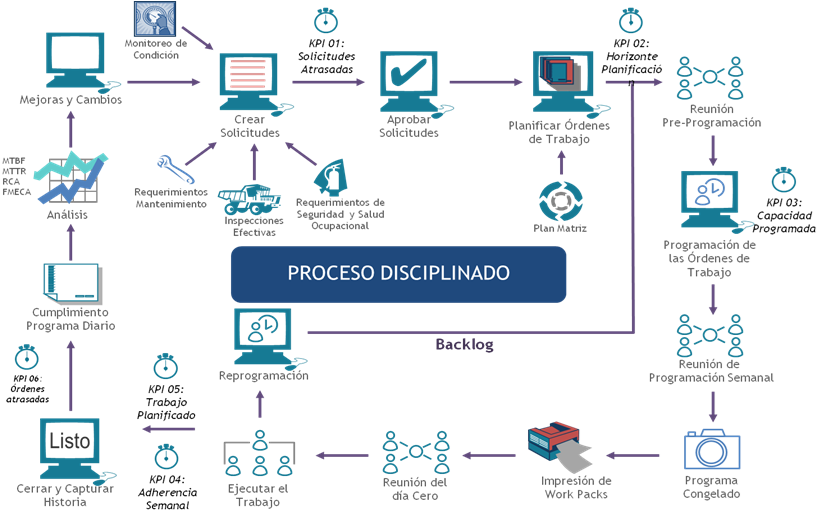 Monitoreo de
Condición
KPI 01:
Solicitudes
Atrasadas
KPI 02:
Horizonte
Planificació
n
Mejoras y Cambios
Crear
Solicitudes
Aprobar
Solicitudes
Planificar Órdenes
de Trabajo
Reunión
Pre-Programación
MTBF
MTTR
RCA
FMECA
Análisis
Requerimientos
Mantenimiento
Inspecciones
Efectivas
Requerimientos de
Seguridad y Salud
Ocupacional
Plan Matriz
KPI 03:
Capacidad
Programada
Programación de
las Órdenes de
Trabajo
PROCESO DISCIPLINADO
Cumplimiento
Programa Diario
Backlog
Reprogramación
Reunión de
Programación Semanal
KPI 06:
Órdenes
atrasadas
KPI 05:
Trabajo
Planificado
Listo
Cerrar y Capturar
Historia
KPI 04:
Adherencia
Semanal
Ejecutar el
Trabajo
Reunión del
día Cero
Impresión de
Work Packs
Programa
Congelado